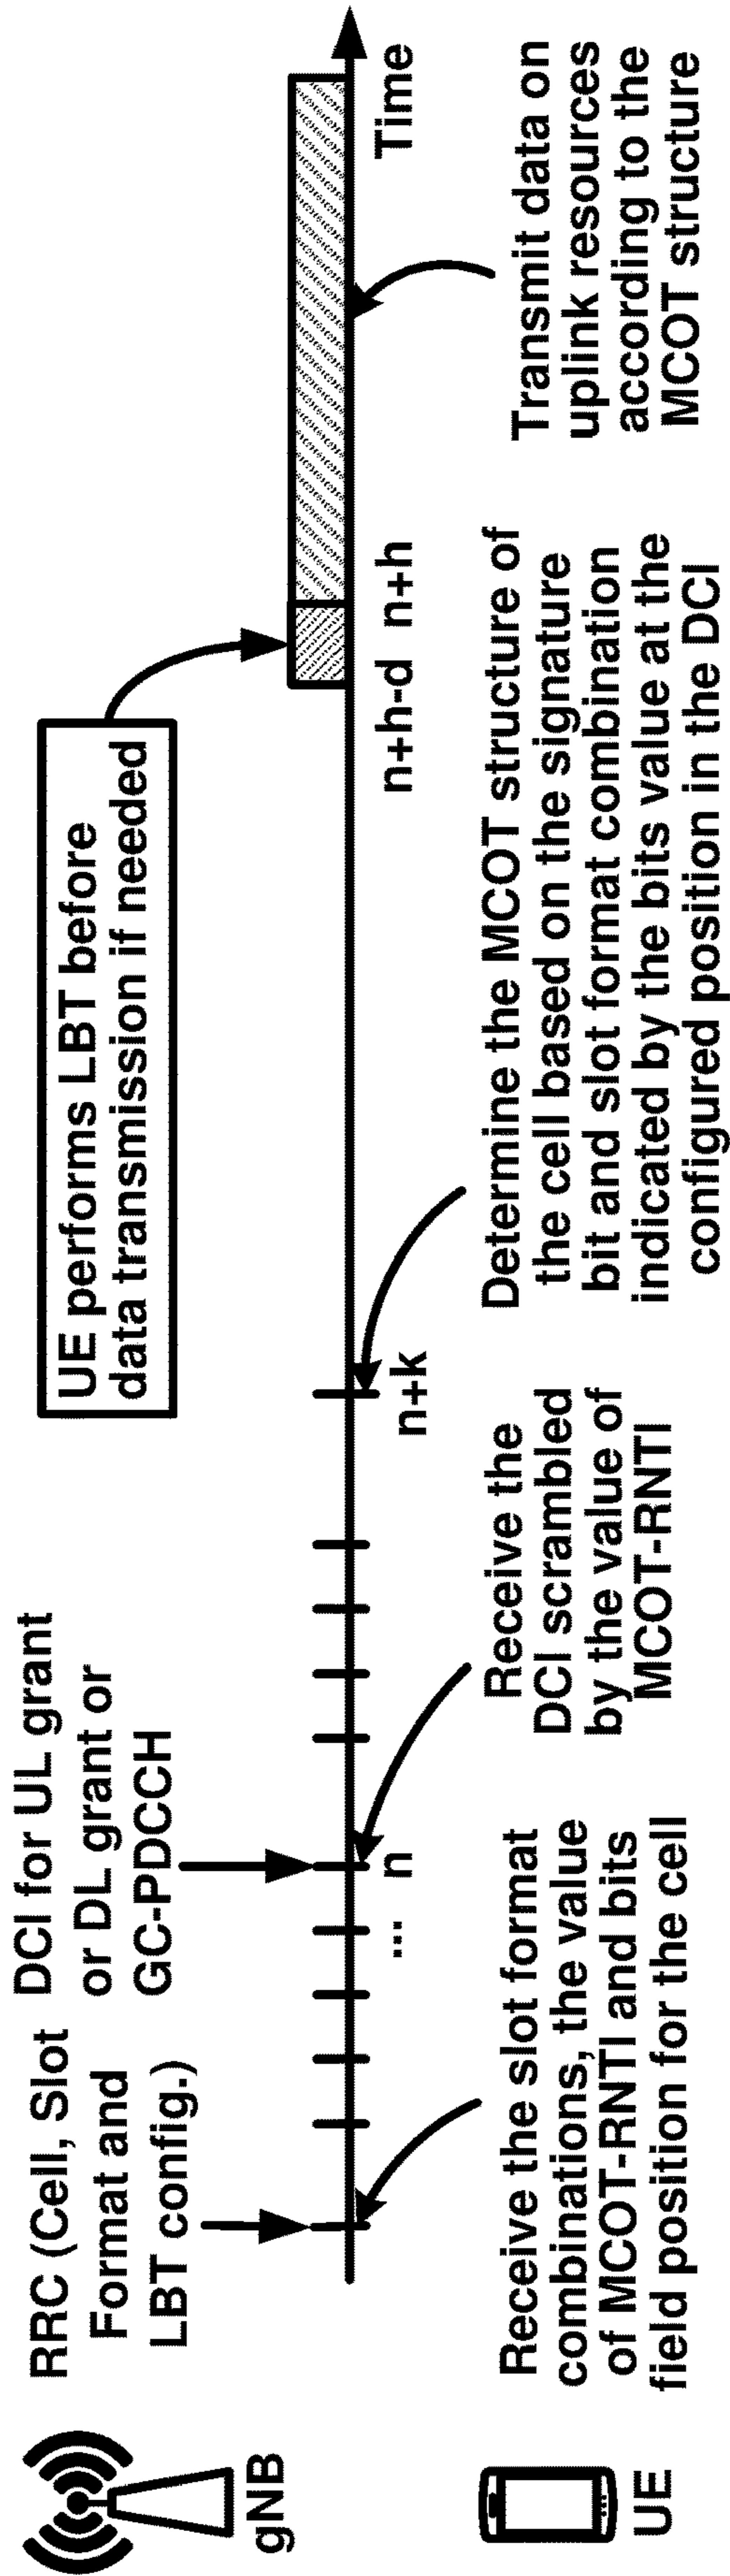 gNB
RRC (Cell, Slot
Format and
LBT config.)
DCI for UL grant
or DL grant or
GC-PDCCH
UE performs LBT before
data transmission if needed
... n
n+k
n+h-d n+h
Time
UE
Receive the slot format
combinations, the value
of MCOT-RNTI and bits
field position for the cell
Receive the
DCI scrambled
by the value of
MCOT-RNTI
Determine the MCOT structure of
the cell based on the signature
bit and slot format combination
indicated by the bits value at the
configured position in the DCI
Transmit data on
uplink resources
according to the
MCOT structure